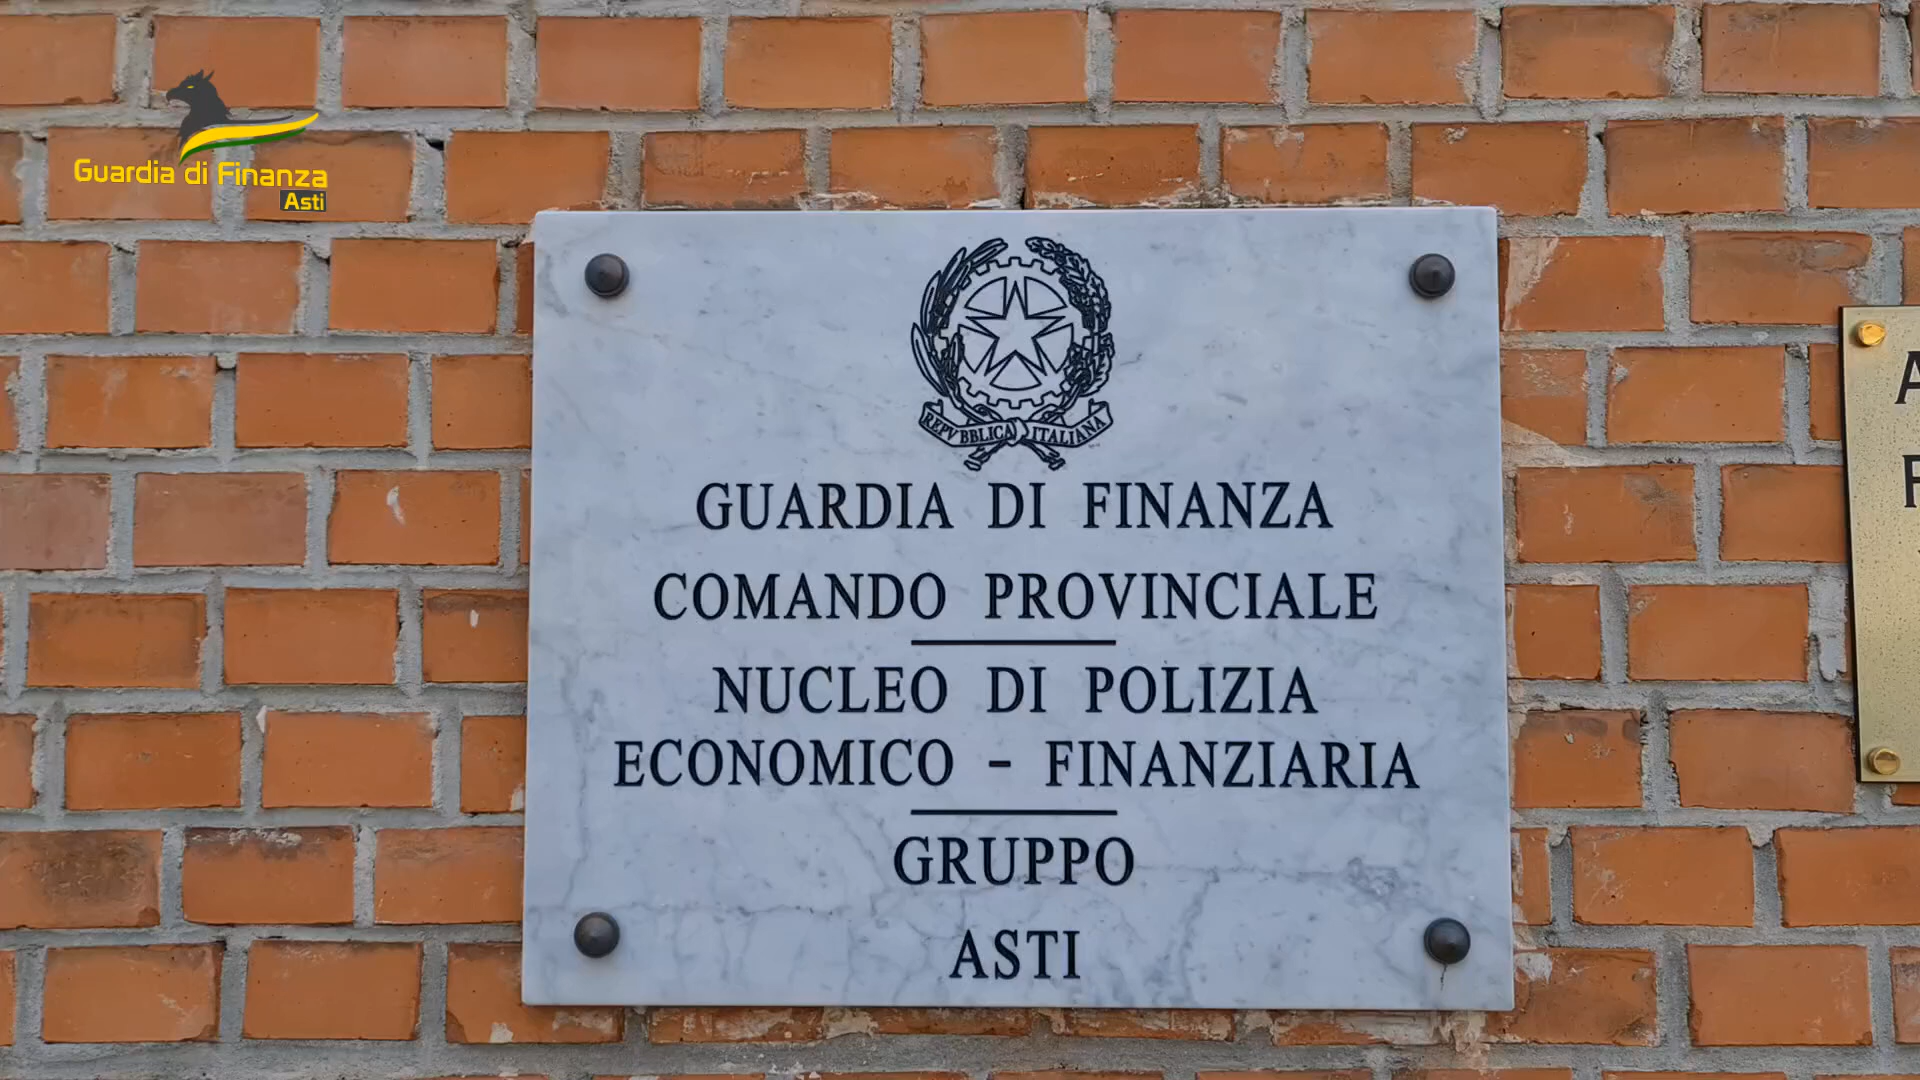 Guardia di Finanza
Asti
REPVBBLICA ITALIANA
GUARDIA DI FINANZA
COMANDO PROVINCIALE
NUCLEO DI POLIZIA
ECONOMICO - FINANZIARIA
GRUPPO
ASTI